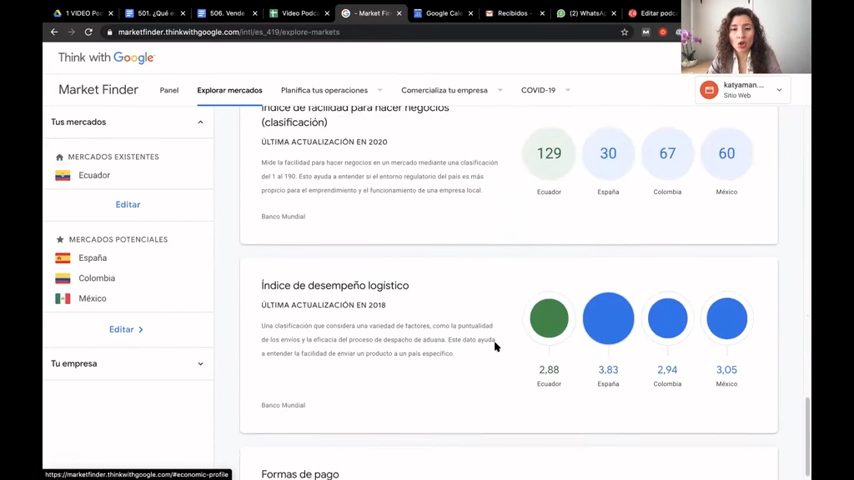 1 VIDEO Pod
501. ¿Qué e
506. Vende
Video Podca
- Market Fin
Google Cale
Recibidos -
(2) WhatsA
Editar podc
marketfinder.thinkwithgoogle.com/intl/es_419/explore-markets
Think with Google
Market Finder
Panel
Explorar mercados
Planifica tus operaciones
Comercializa tu empresa
COVID-19
katyaman....
Sitio Web
Tus mercados
MERCADOS EXISTENTES
Ecuador
Editar
MERCADOS POTENCIALES
España
Colombia
México
Editar
Tu empresa
Índice de facilidad para hacer negocios
(clasificación)
ÚLTIMA ACTUALIZACIÓN EN 2020
Mide la facilidad para hacer negocios en un mercado mediante una clasificación
del 1 al 190. Esto ayuda a entender si el entorno regulatorio del país es más
propicio para el emprendimiento y el funcionamiento de una empresa local.
Banco Mundial
129 30 67 60
Ecuador España Colombia México
Índice de desempeño logístico
ÚLTIMA ACTUALIZACIÓN EN 2018
Una clasificación que considera una variedad de factores, como la puntualidad
de los envíos y la eficacia del proceso de despacho de aduana. Este dato ayuda
a entender la facilidad de enviar un producto a un país específico.
Banco Mundial
2,88 3,83 2,94 3,05
Ecuador España Colombia México
Formas de pago
https://marketfinder.thinkwithgoogle.com/#economic-profile